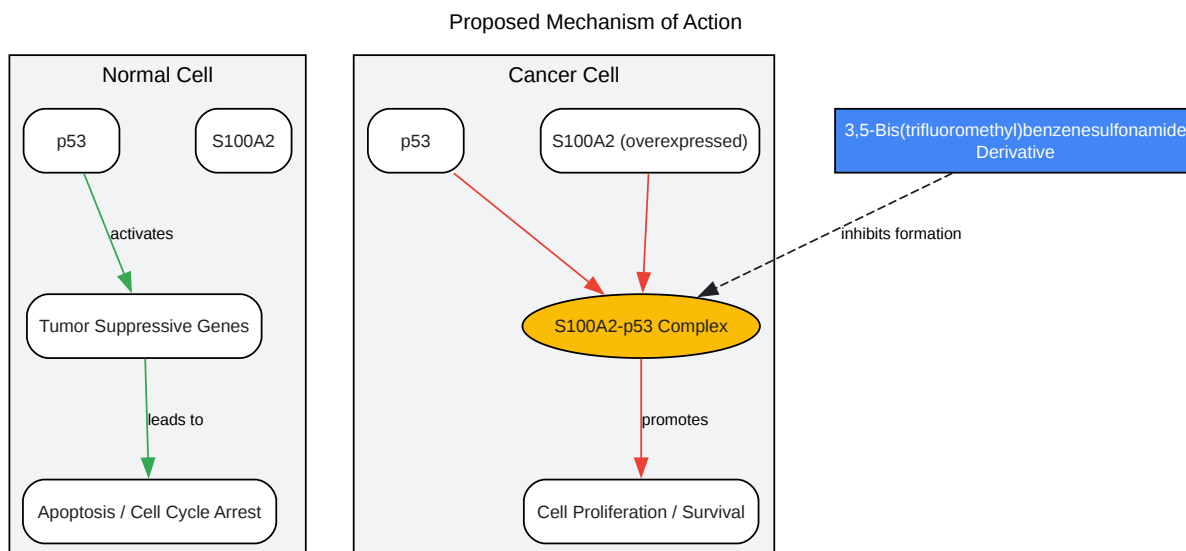 Proposed Mechanism of Action
Normal Cell
p53
S100A2
activates
Tumor Suppressive Genes
leads to
Apoptosis / Cell Cycle Arrest
Cancer Cell
p53
S100A2 (overexpressed)
S100A2-p53 Complex
promotes
Cell Proliferation / Survival
3,5-Bis(trifluoromethyl)benzenesulfonamide
Derivative
inhibits formation